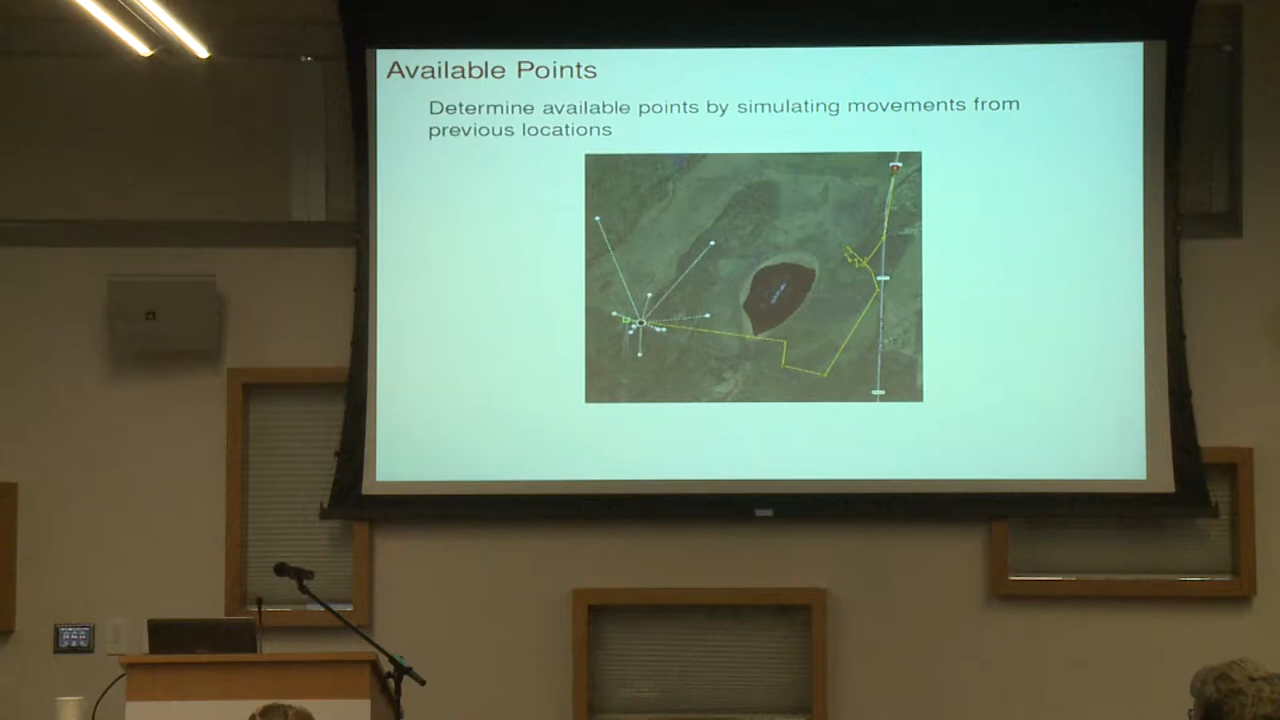 Available Points
Determine available points by simulating movements from
previous locations